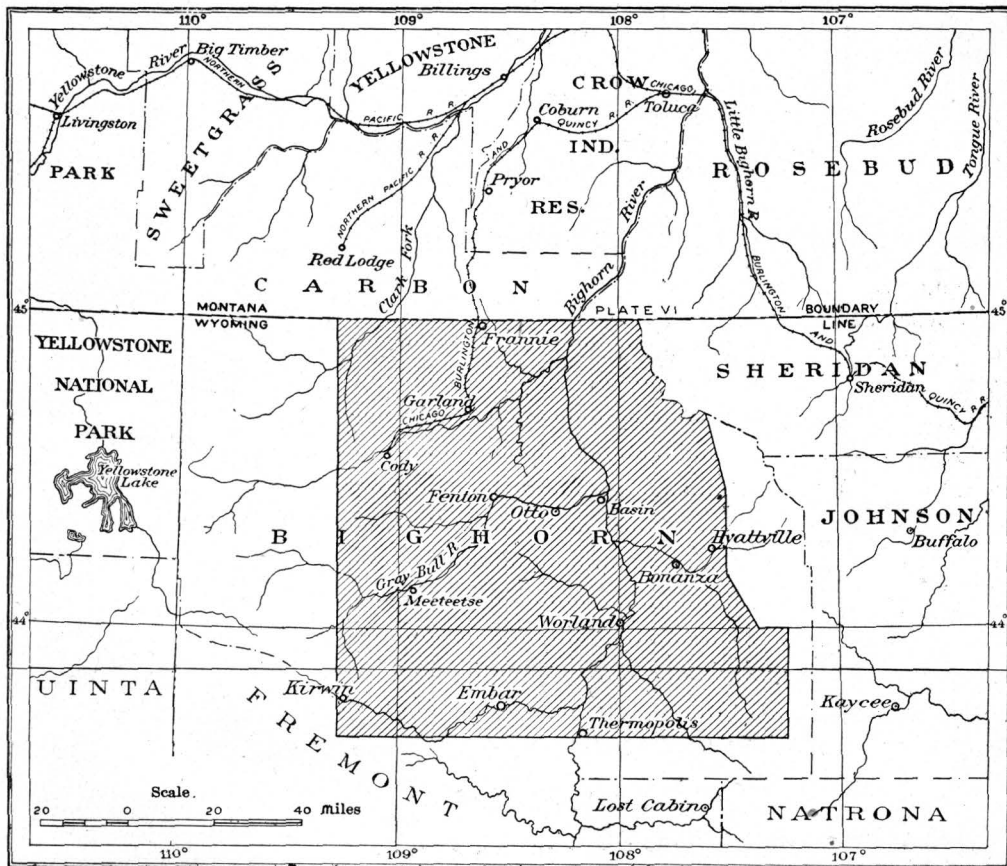 110° 109° 108° 107°
Yellowstone River
Big Timber
NORTHERN PACIFIC R R
YELLOWSTONE
Billings
Livingston
PARK
SWEETGRASS
CROW
IND.
RES.
CHICAGO,
Toluca
Coburn
QUINCY R.
AND
Pryor
Little Bighorn R
Rosebud River
Tongue River
ROSEBUD
NORTHERN PACIFIC R. R.
Red Lodge
Clark Fork
Bighorn River
CARBON
BURLINGTON AND
45°
MONTANA
WYOMING
PLATE VI
BOUNDARY
LINE
45°
YELLOWSTONE
NATIONAL
PARK
Yellowstone
Lake
Frannie
BURLINGTON
Garland
CHICAGO
Cody
SHERIDAN
Sheridan
QUINCY R R
Fenton
Otto
Basin
BIGHORN
Hyattville
Bonanza
JOHNSON
Buffalo
Gray Bull R.
Meeteetse
Worland
44°
44°
UINTA
FREMONT
Kirwin
Embar
Thermopolis
Kaycee
Lost Cabin
NATRONA
Scale.
20 0 20 40 Miles
110° 109° 108° 107°